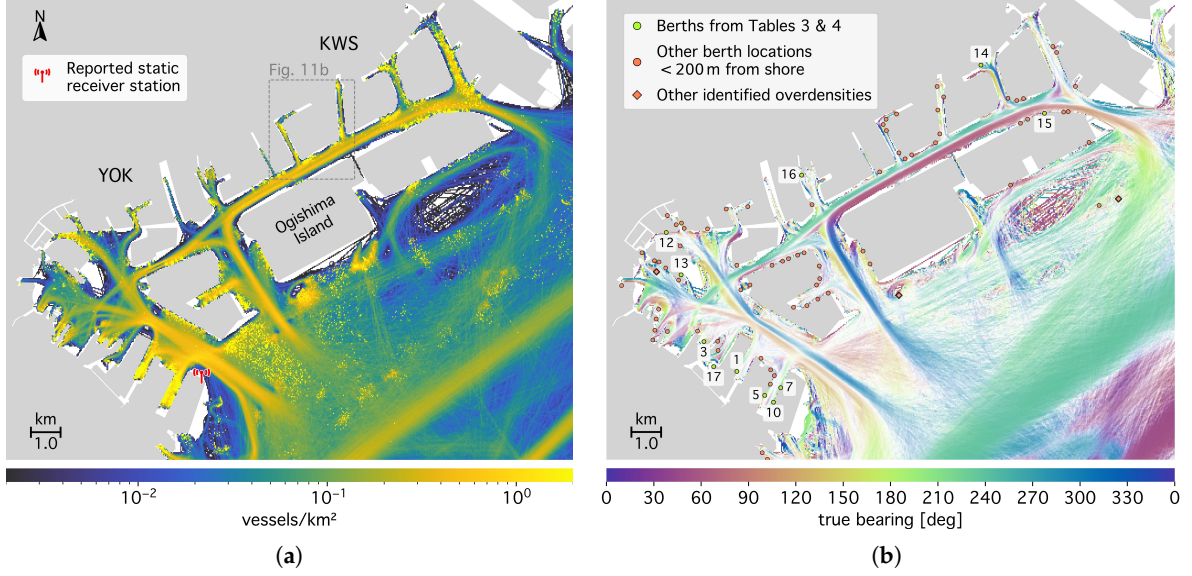 N
Reported static
receiver station
KWS
Fig. 11b
YOK
Ogishima
Island
km
1.0
10⁻²
10⁻¹
10⁰
vessels/km²
(a)
Berths from Tables 3 & 4
Other berth locations
< 200 m from shore
Other identified overdensities
14
15
16
12
13
3
17
1
5
7
10
km
1.0
0 30 60 90 120 150 180 210 240 270 300 330 0
true bearing [deg]
(b)